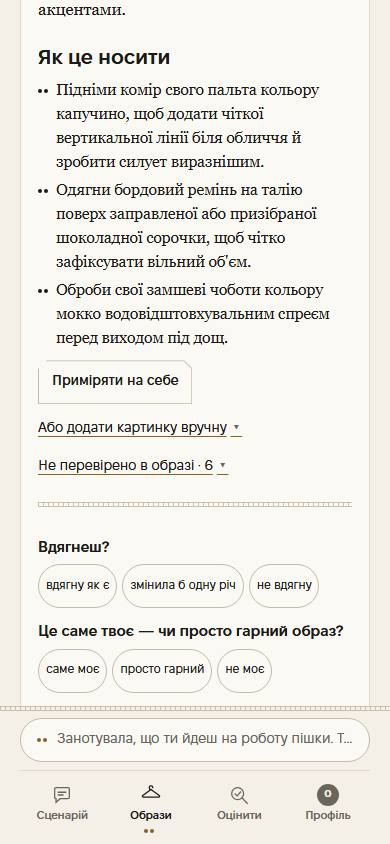 акцентами.
Як це носити
Підніми комір свого пальта кольору
капучино, щоб додати чіткої
вертикальної лінії біля обличчя й
зробити силует виразнішим.
Одягни бордовий ремінь на талію
поверх заправленої або призібраної
шоколадної сорочки, щоб чітко
зафіксувати вільний об'єм.
Оброби свої замшеві чоботи кольору
мокко водовідштовхувальним спреєм
перед виходом під дощ.
Приміряти на себе
Або додати картинку вручну
Не перевірено в образі · 6
Вдягнеш?
вдягну як є змінила б одну річ не вдягну
Це саме твоє — чи просто гарний образ?
саме моє просто гарний не моє
Занотувала, що ти йдеш на роботу пішки. Т...
Сценарій Образи Оцінити О Профіль